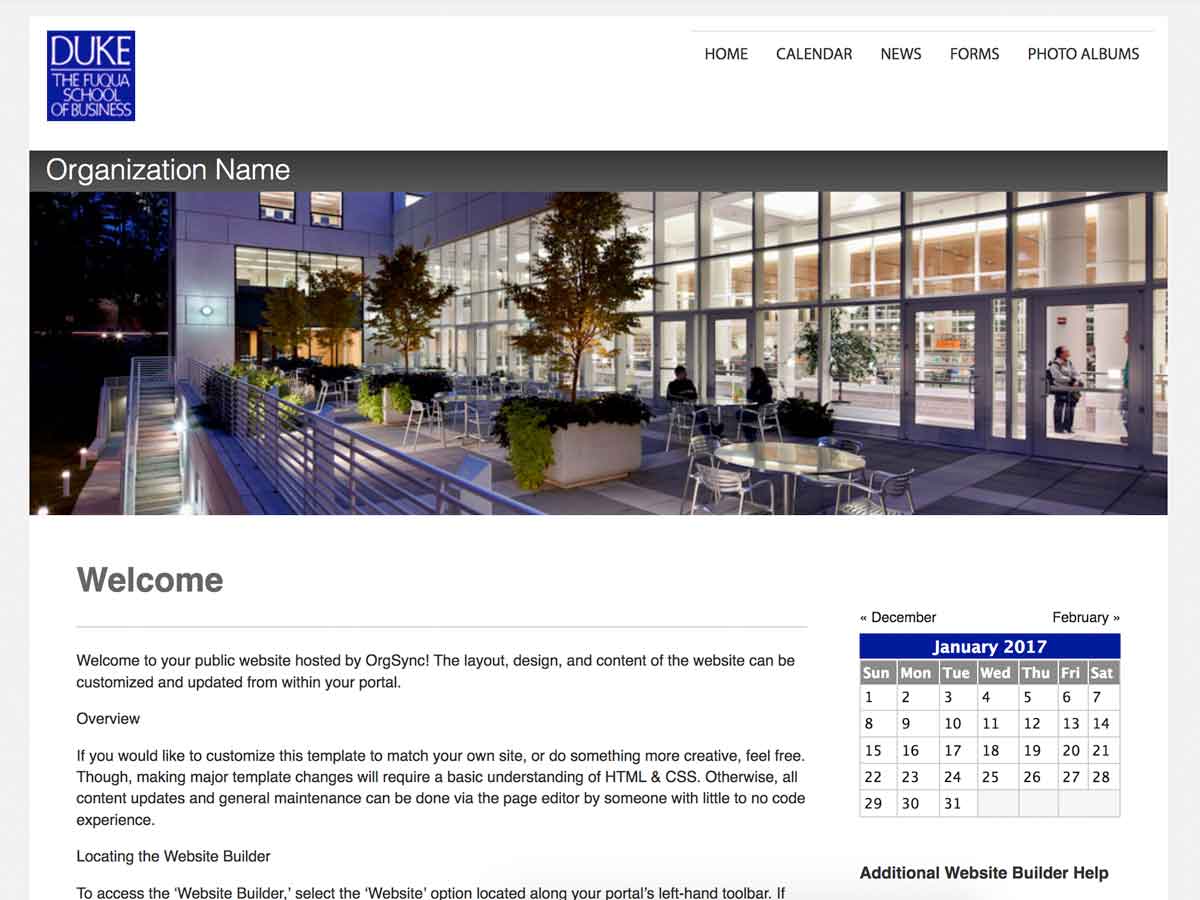 DUKE
THE FUQUA
SCHOOL
OF BUSINESS
HOME CALENDAR NEWS FORMS PHOTO ALBUMS
Organization Name
Welcome
Welcome to your public website hosted by OrgSync! The layout, design, and content of the website can be
customized and updated from within your portal.
Overview
If you would like to customize this template to match your own site, or do something more creative, feel free.
Though, making major template changes will require a basic understanding of HTML & CSS. Otherwise, all
content updates and general maintenance can be done via the page editor by someone with little to no code
experience.
Locating the Website Builder
To access the ‘Website Builder,’ select the ‘Website’ option located along your portal’s left-hand toolbar. If
« December February »
January 2017
Sun Mon Tue Wed Thu Fri Sat
1 2 3 4 5 6 7
8 9 10 11 12 13 14
15 16 17 18 19 20 21
22 23 24 25 26 27 28
29 30 31
Additional Website Builder Help